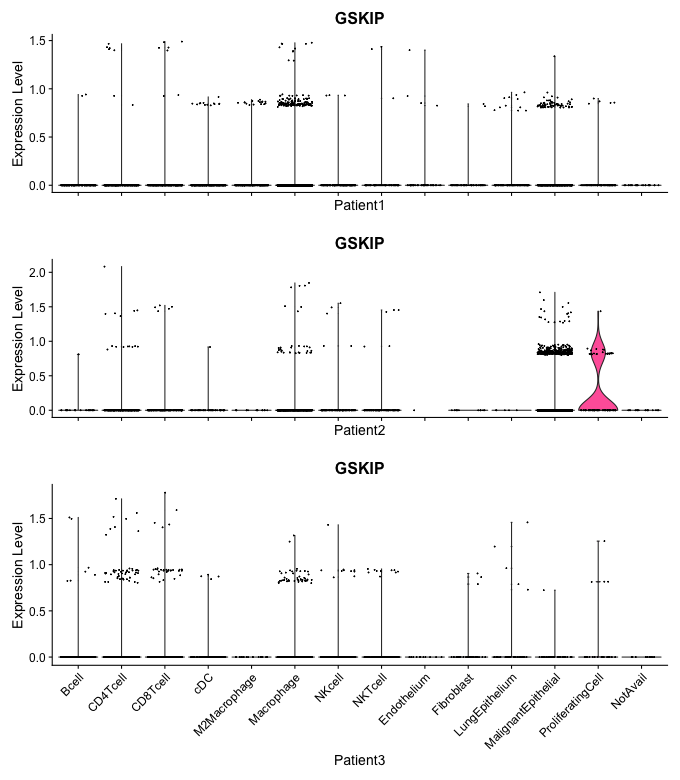 GSKIP
1.5
1.0
0.5
0.0
Expression Level
Patient1
GSKIP
2.0
1.5
1.0
0.5
0.0
Expression Level
Patient2
GSKIP
1.5
1.0
0.5
0.0
Expression Level
Bcell
CD4Tcell
CD8Tcell
cDC
M2Macrophage
Macrophage
NKcell
NKTcell
Endothelium
Fibroblast
LungEpithelium
MalignantEpithelial
ProliferatingCell
NotAvail
Patient3